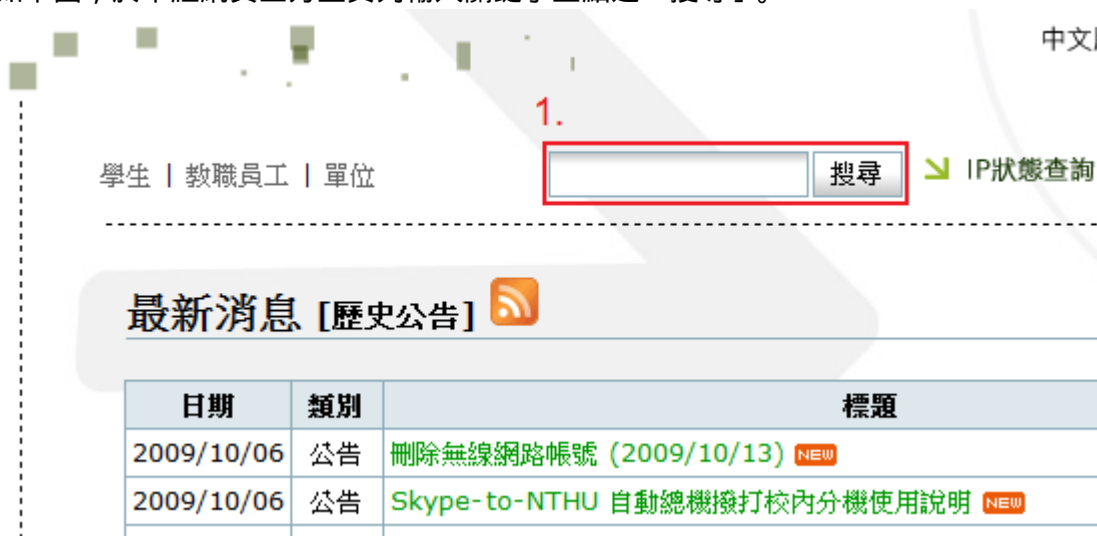 中文
1.
學生 | 教職員工 | 單位
搜尋
IP狀態查詢
最新消息 [歷史公告]
日期 類別 標題
2009/10/06 公告 刪除無線網路帳號 (2009/10/13) NEW
2009/10/06 公告 Skype-to-NTHU 自動總機撥打校內分機使用說明 NEW